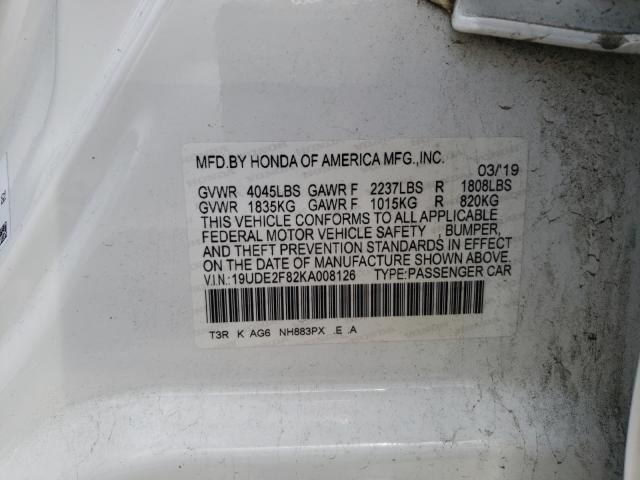 MFD.BY HONDA OF AMERICA MFG.,INC.
03/'19
GVWR 4045LBS GAWR F 2237LBS R 1808LBS
GVWR 1835KG GAWR F 1015KG R 820KG
THIS VEHICLE CONFORMS TO ALL APPLICABLE
FEDERAL MOTOR VEHICLE SAFETY , BUMPER,
AND THEFT PREVENTION STANDARDS IN EFFECT
ON THE DATE OF MANUFACTURE SHOWN ABOVE.
V.I.N.: 19UDE2F82KA008126 TYPE:PASSENGER CAR
T3R K AG6 NH883PX .E .A